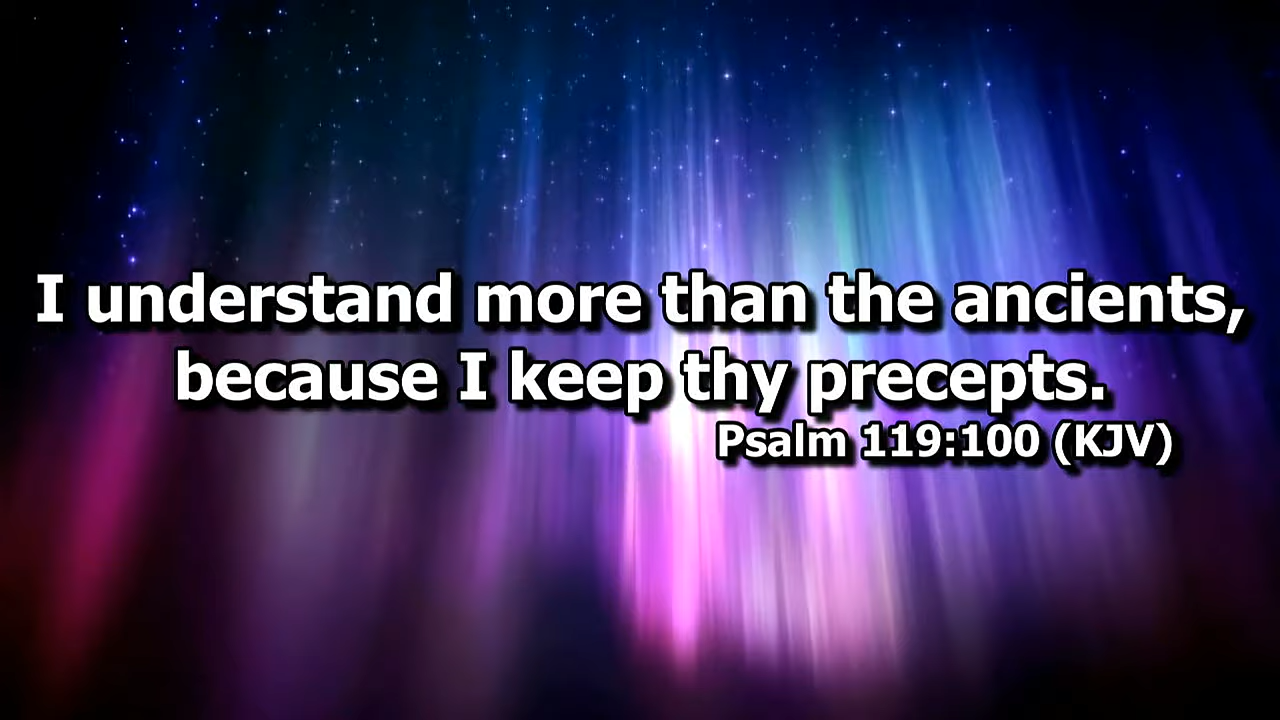 I understand more than the ancients,
because I keep thy precepts.
Psalm 119:100 (KJV)